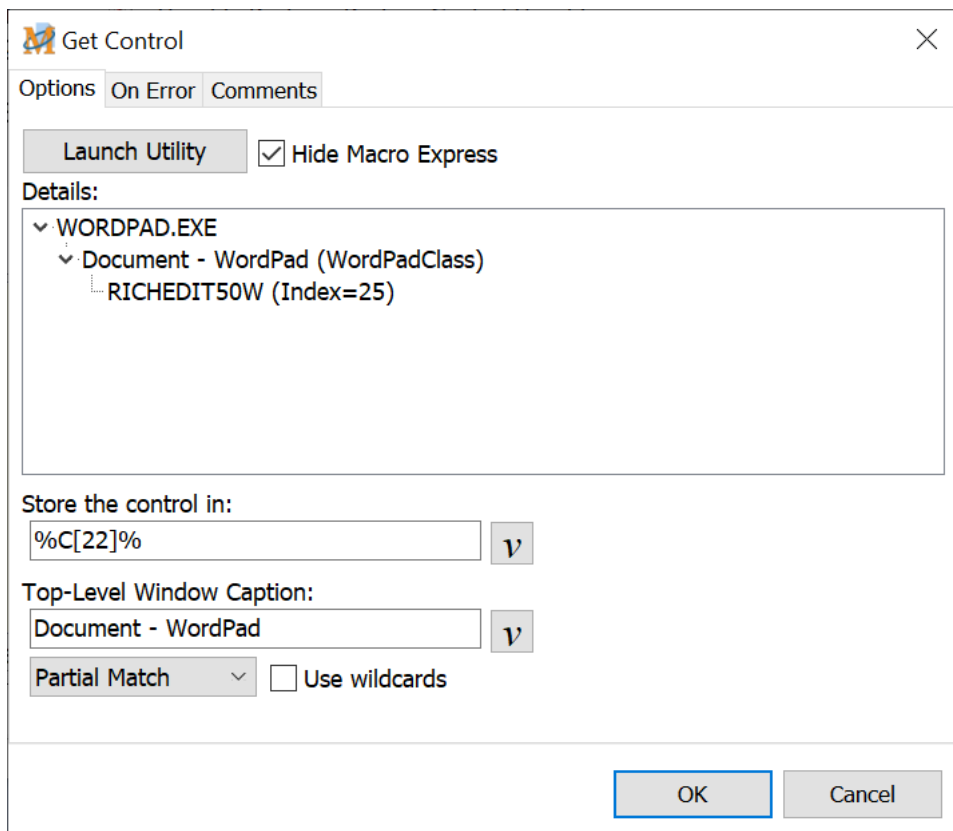 Get Control
Options On Error Comments
Launch Utility Hide Macro Express
Details:
WORDPAD.EXE
Document - WordPad (WordPadClass)
RICHEDIT50W (Index=25)
Store the control in:
%C[22]% v
Top-Level Window Caption:
Document - WordPad v
Partial Match Use wildcards
OK Cancel